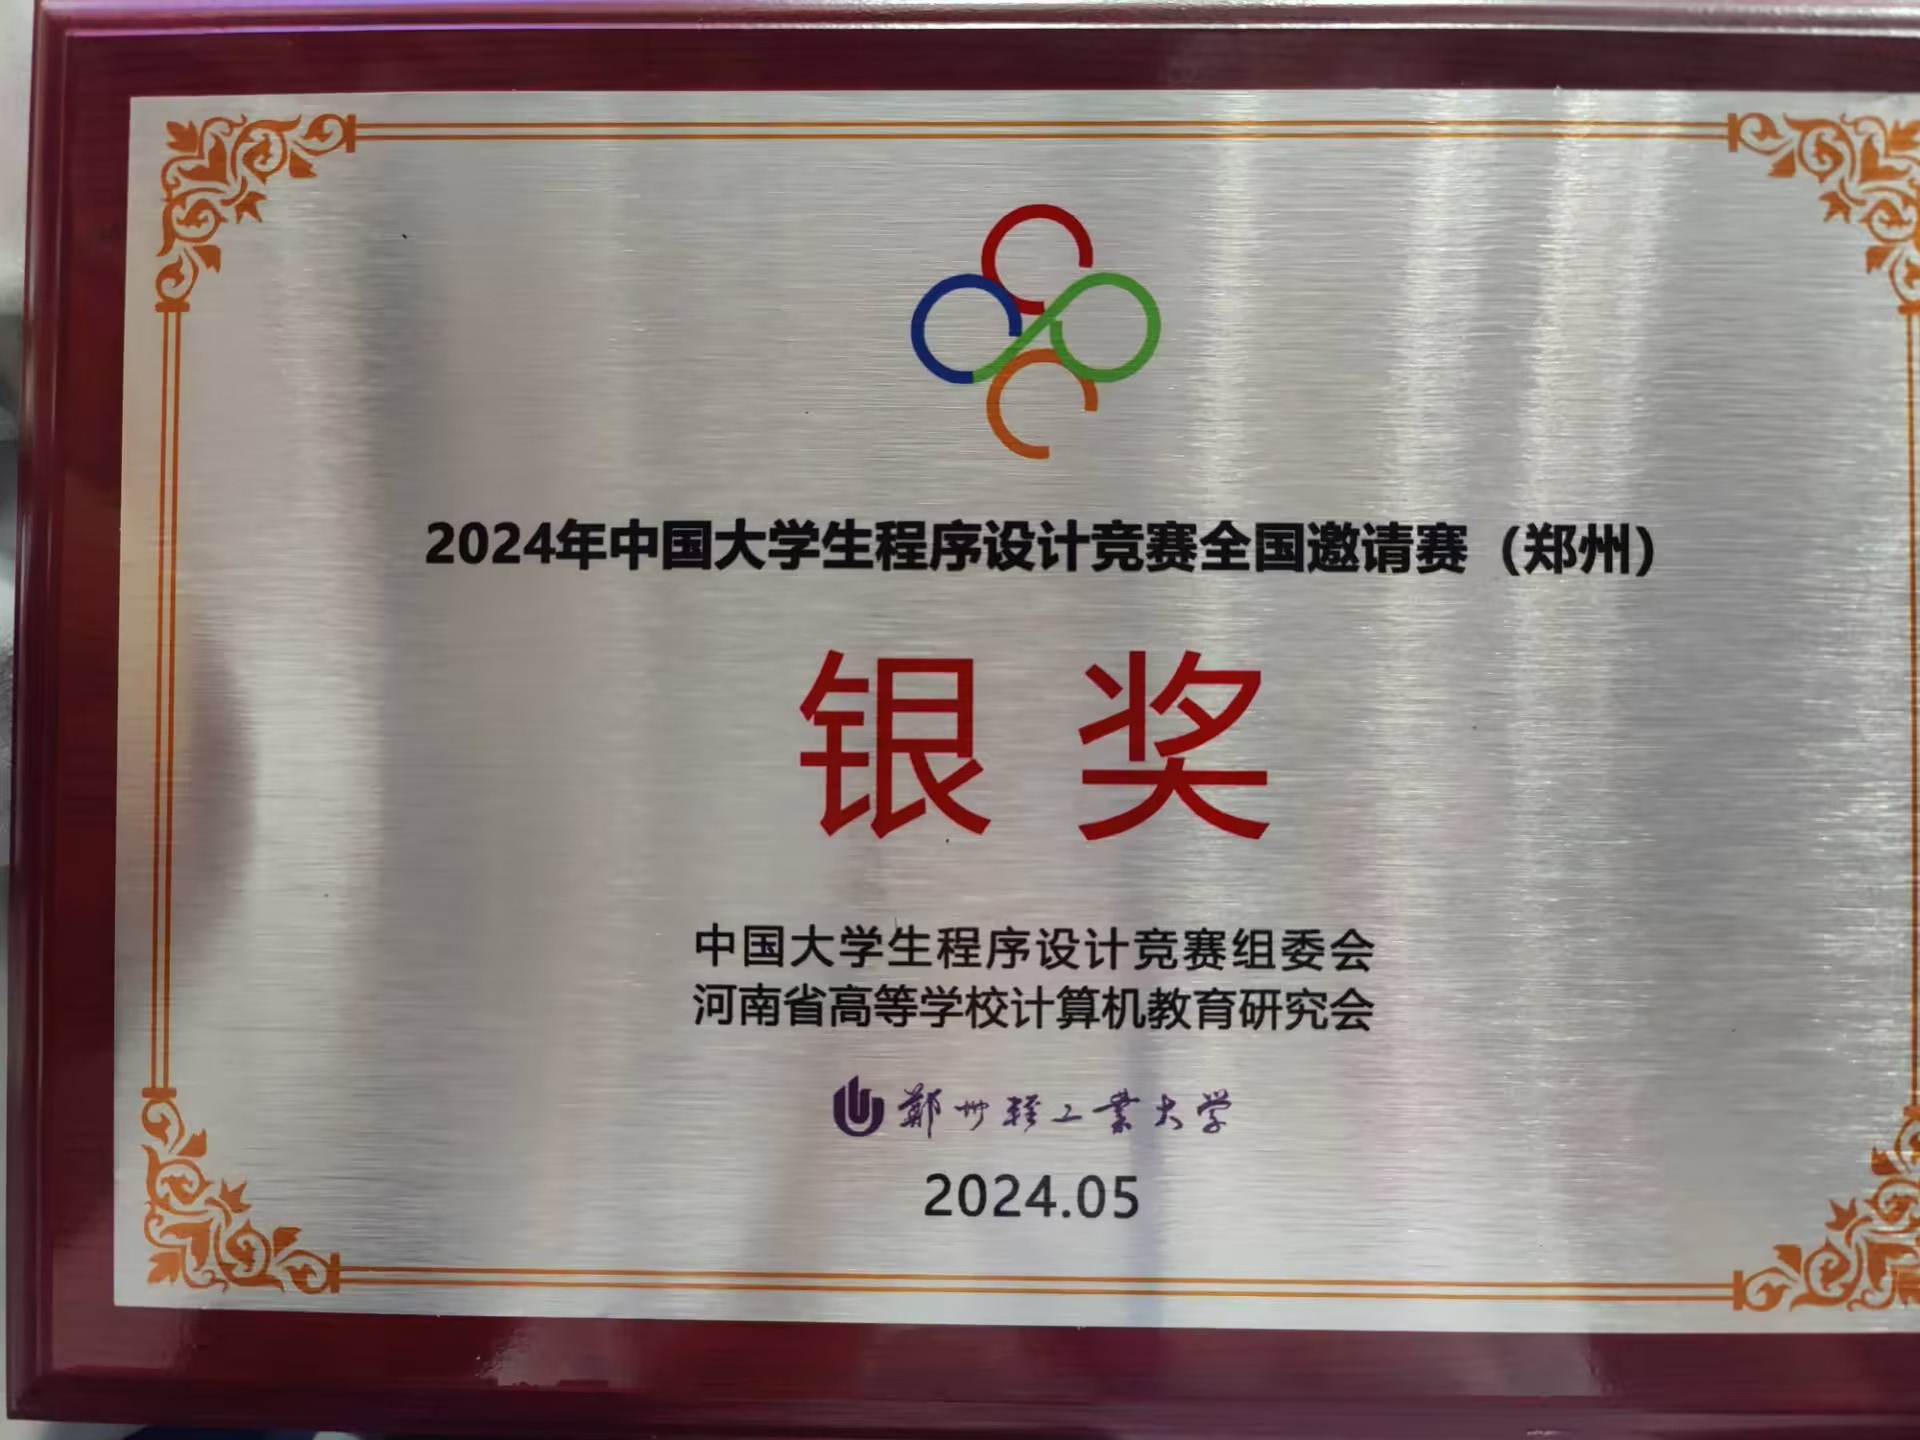 2024年中国大学生程序设计竞赛全国邀请赛（郑州）
银奖
中国大学生程序设计竞赛组委会
河南省高等学校计算机教育研究会
鄭州轻工業大学
2024.05